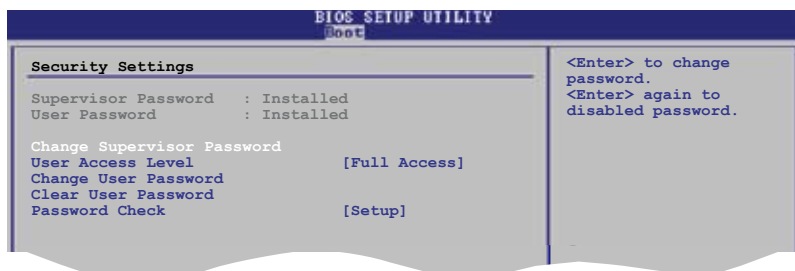 BIOS SETUP UTILITY
Boot
Security Settings
Supervisor Password : Installed
User Password : Installed
Change Supervisor Password
User Access Level [Full Access]
Change User Password
Clear User Password
Password Check [Setup]
<Enter> to change
password.
<Enter> again to
disabled password.